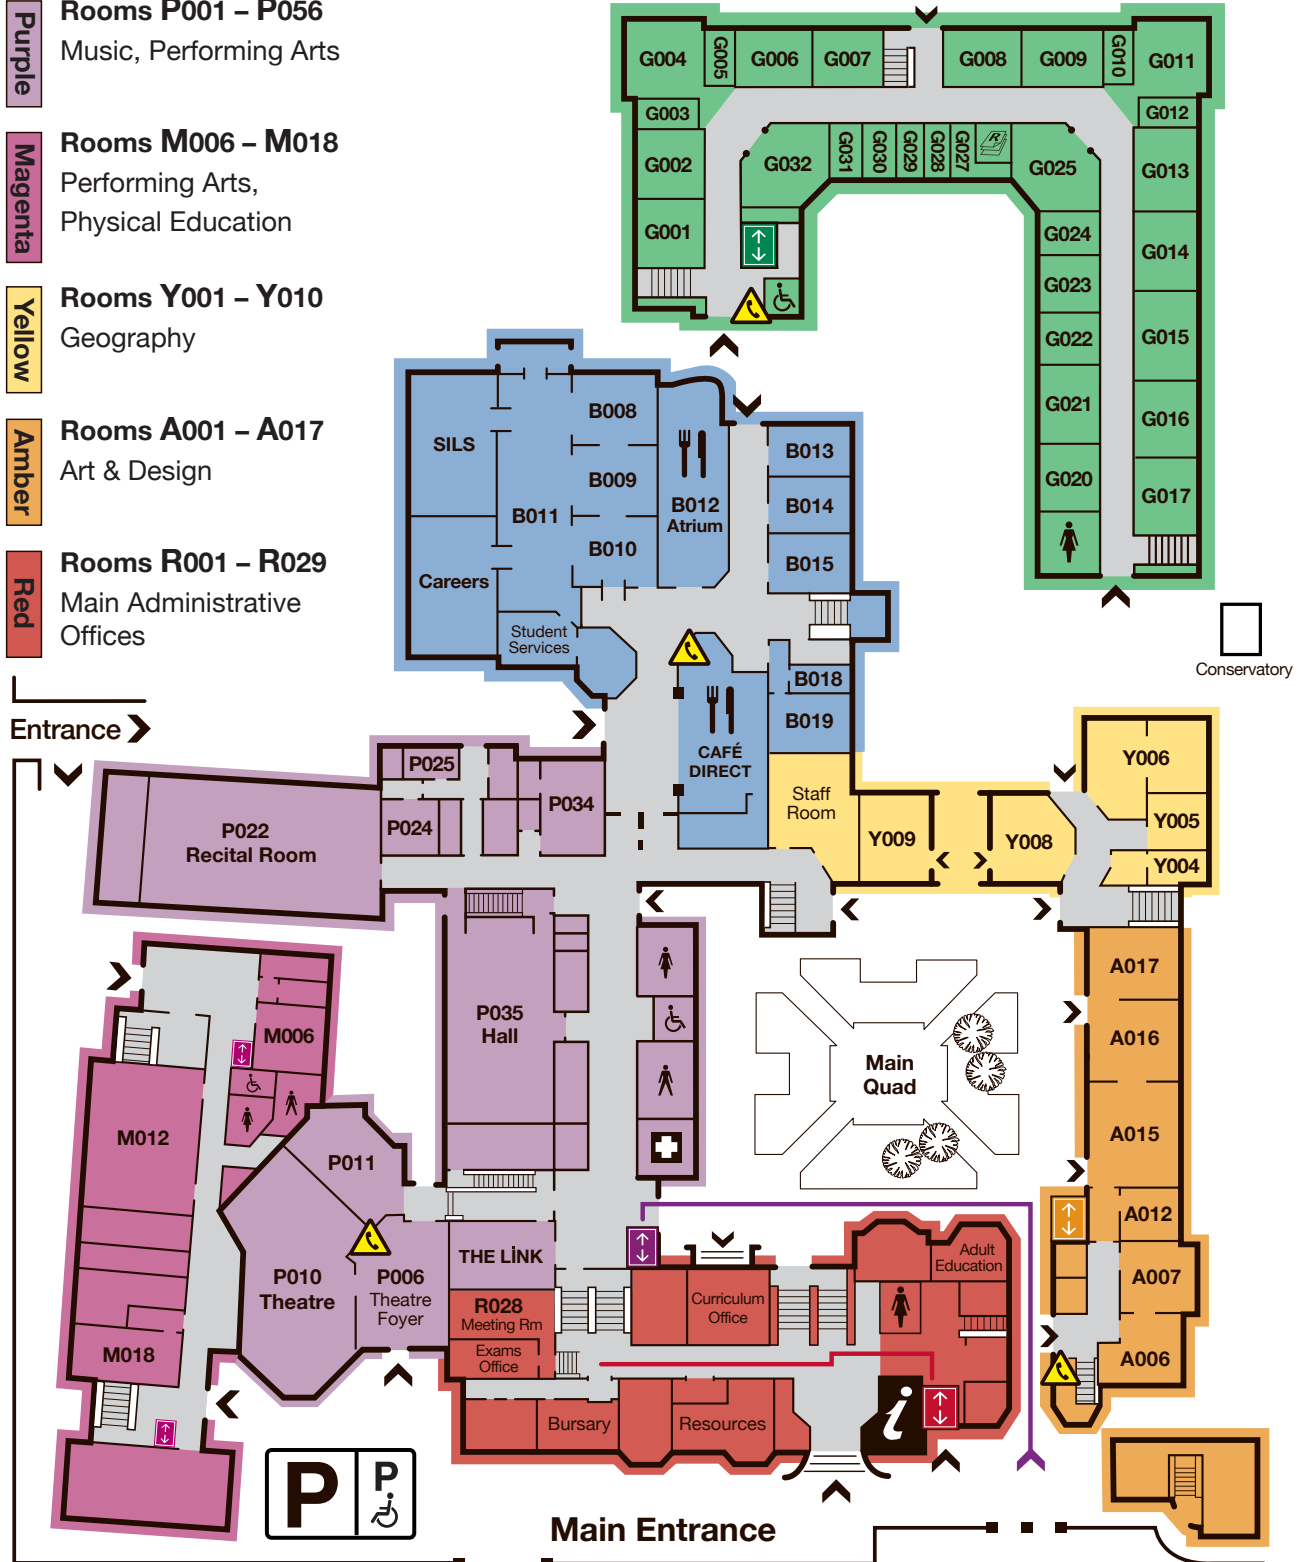 Purple
Rooms P001 – P056
Music, Performing Arts
Magenta
Rooms M006 – M018
Performing Arts,
Physical Education
Yellow
Rooms Y001 – Y010
Geography
Amber
Rooms A001 – A017
Art & Design
Red
Rooms R001 – R029
Main Administrative
Offices
Entrance
G004
G005
G006
G007
G008
G009
G010
G011
G003
G012
G002
G032
G031
G030
G029
G028
G027
R
G025
G013
G001
G024
G014
G023
G022
G015
G021
G016
G020
G017
Conservatory
SILS
B008
B009
B011
B010
B012
Atrium
B013
B014
B015
Careers
Student
Services
B018
B019
CAFÉ
DIRECT
Staff
Room
Y009
Y008
Y006
Y005
Y004
P025
P024
P034
P022
Recital Room
P035
Hall
M006
M012
M018
P011
P010
Theatre
P006
Theatre
Foyer
THE LİNK
R028
Meeting Rm
Exams
Office
Curriculum
Office
Adult
Education
Bursary
Resources
i
Main
Quad
A017
A016
A015
A012
A007
A006
P
P
Main Entrance